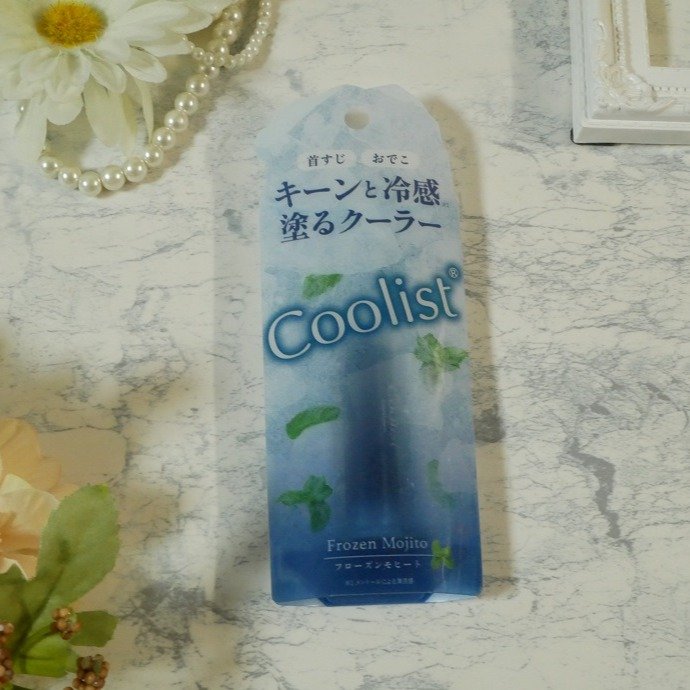 首すじ おでこ
キーンと冷感
塗るクーラー
Coolist®
Frozen Mojito
フローズンモヒート